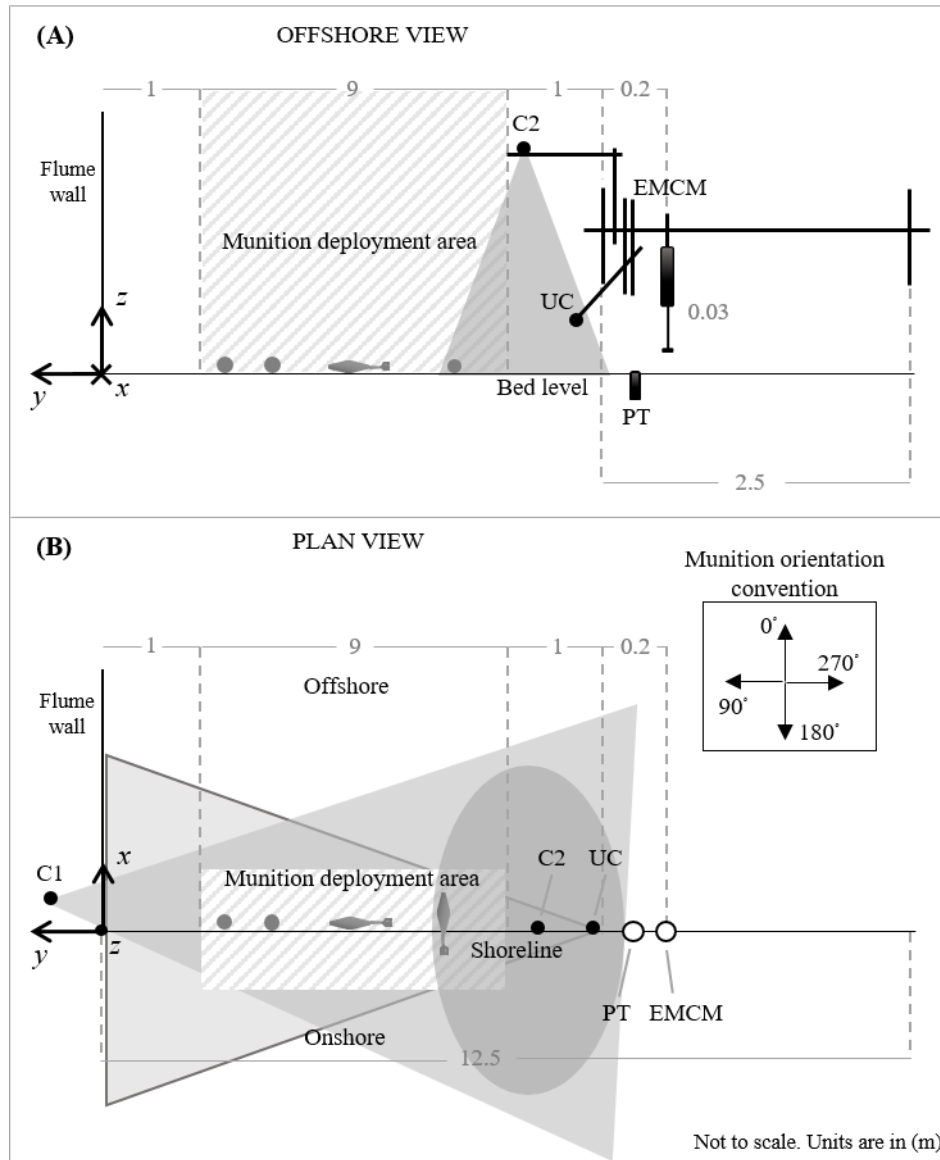 (A)
OFFSHORE VIEW
1
9
1
0.2
C2
Flume
wall
EMCM
Munition deployment area
z
UC
0.03
y
x
Bed level
PT
2.5
(B)
PLAN VIEW
Munition orientation
convention
0°
270°
90°
180°
1
9
1
0.2
Offshore
Flume
wall
C1
x
C2
UC
Munition deployment area
y
z
Shoreline
PT
EMCM
Onshore
12.5
Not to scale. Units are in (m)